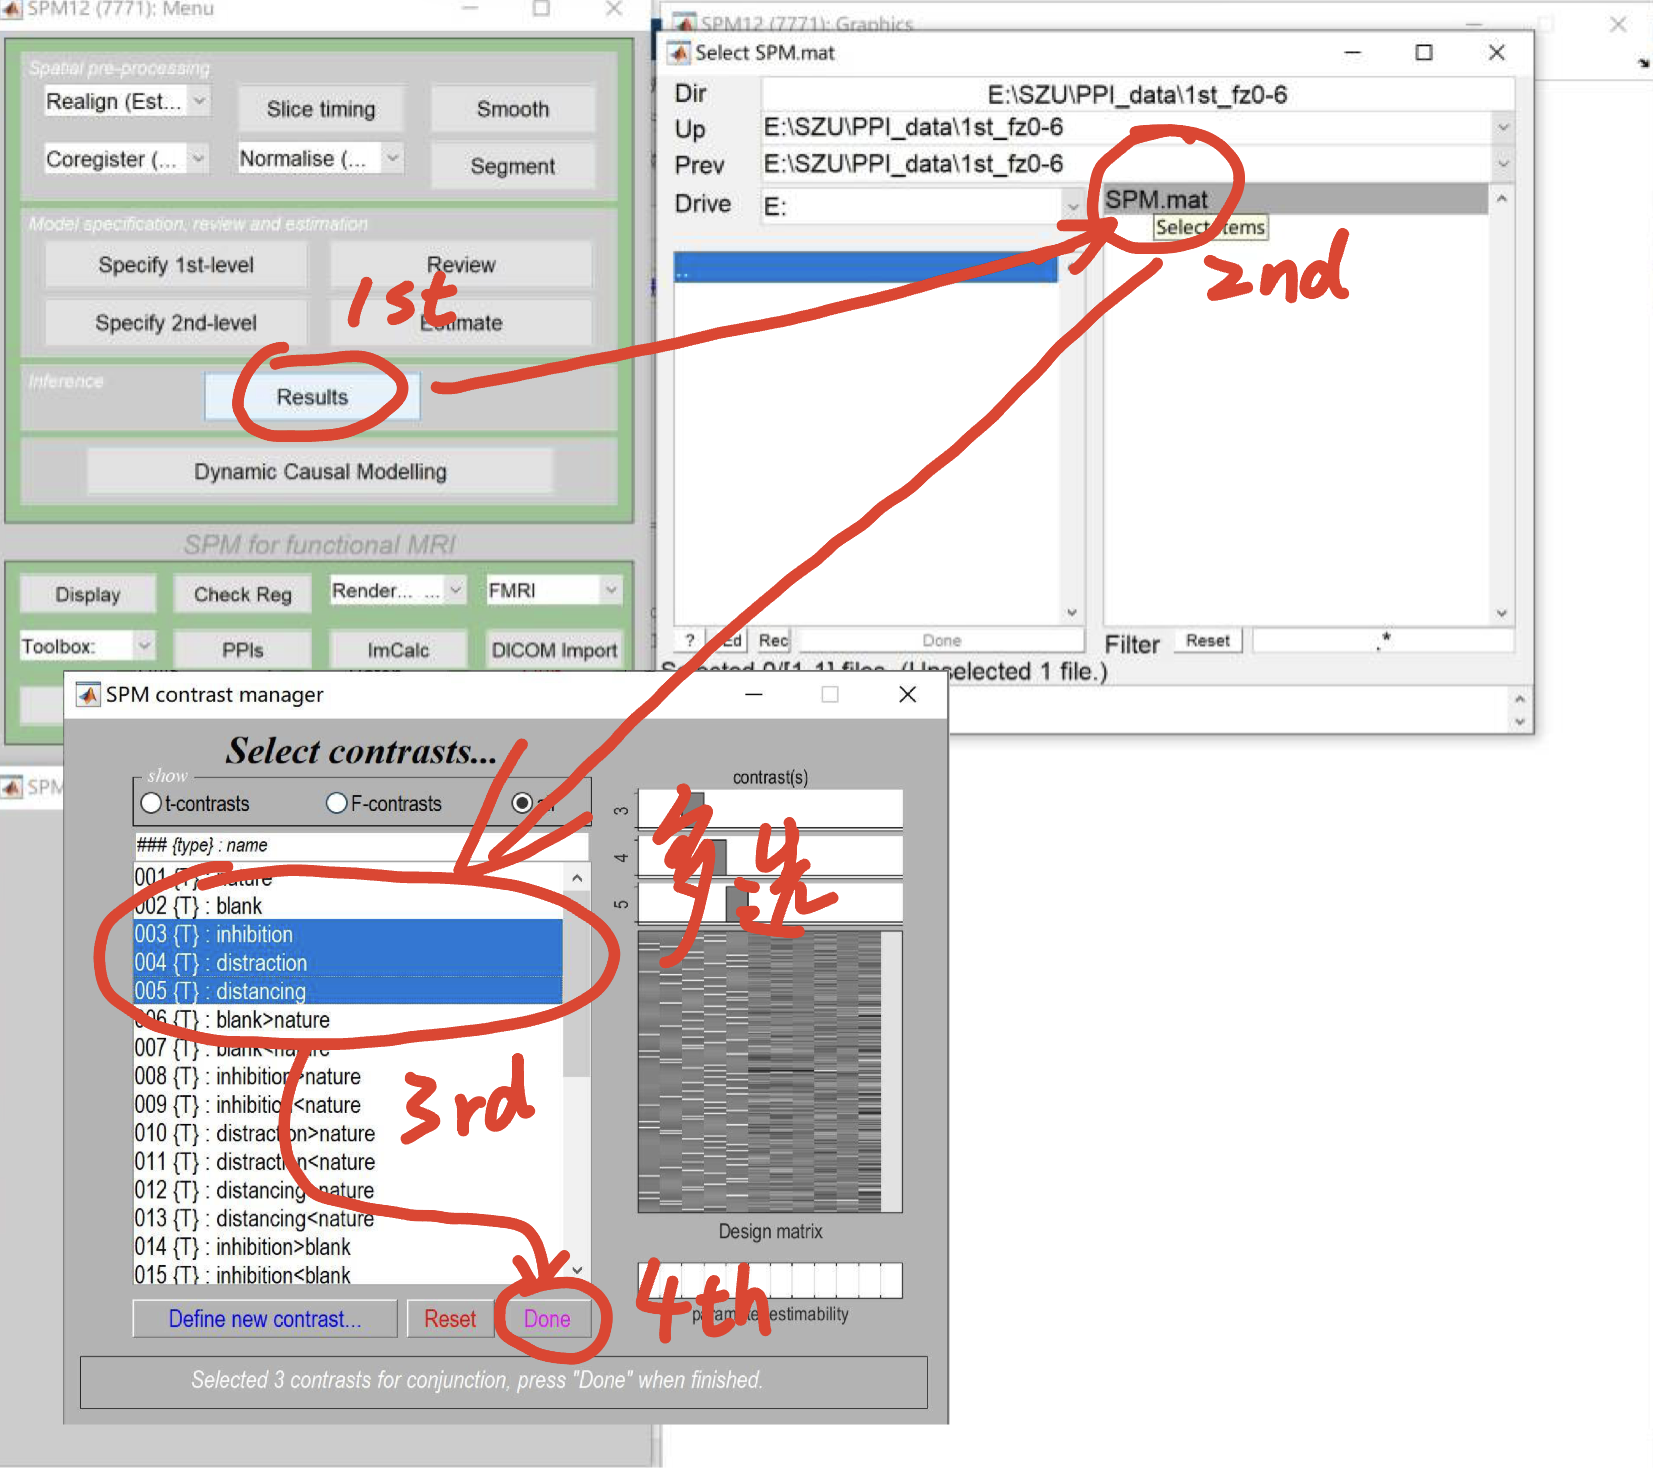 SPM12 (7771): Menu
Spatial pre-processing
Realign (Est...
Slice timing
Smooth
Coregister (...
Normalise (...
Segment
Model specification, review and estimation
Specify 1st-level
Review
Specify 2nd-level
Estimate
1st
Inference
Results
Dynamic Causal Modelling
SPM for functional MRI
Display
Check Reg
Render... ...
FMRI
Toolbox:
PPIs
ImCalc
DICOM Import
SPM12 (7771): Graphics
Select SPM.mat
Dir
E:\SZU\PPI_data\1st_fz0-6
Up
E:\SZU\PPI_data\1st_fz0-6
Prev
E:\SZU\PPI_data\1st_fz0-6
Drive
E:
SPM.mat
Select items
2nd
..
?
Ed
Rec
Done
Filter
Reset
.*
Selected 0/[1-1] files. (Unselected 1 file.)
SPM
SPM contrast manager
Select contrasts...
show
t-contrasts
F-contrasts
all
### {type} : name
001 {T} : nature
002 {T} : blank
003 {T} : inhibition
004 {T} : distraction
005 {T} : distancing
006 {T} : blank>nature
007 {T} : blank<nature
008 {T} : inhibition>nature
009 {T} : inhibition<nature
010 {T} : distraction>nature
011 {T} : distraction<nature
012 {T} : distancing>nature
013 {T} : distancing<nature
014 {T} : inhibition>blank
015 {T} : inhibition<blank
3rd
contrast(s)
3
4
5
多选
Design matrix
4th
parameter estimability
Define new contrast...
Reset
Done
Selected 3 contrasts for conjunction, press "Done" when finished.